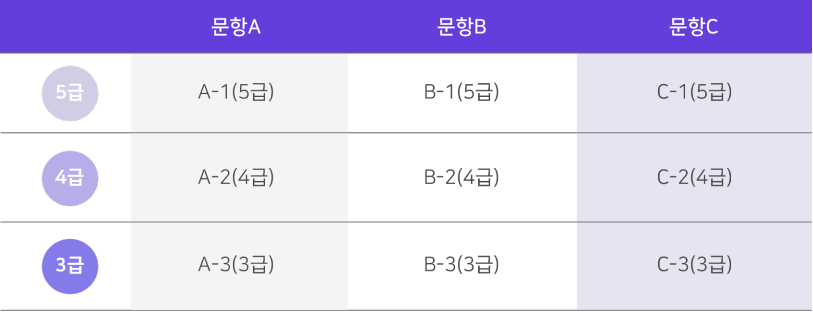 문항A 문항B 문항C
5급 A-1(5급) B-1(5급) C-1(5급)
4급 A-2(4급) B-2(4급) C-2(4급)
3급 A-3(3급) B-3(3급) C-3(3급)